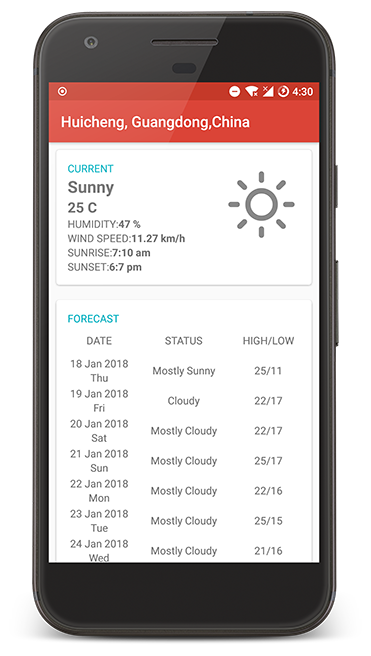 4:30
Huicheng, Guangdong,China
CURRENT
Sunny
25 C
HUMIDITY:47 %
WIND SPEED:11.27 km/h
SUNRISE:7:10 am
SUNSET:6:7 pm
FORECAST
DATE STATUS HIGH/LOW
18 Jan 2018 Thu Mostly Sunny 25/11
19 Jan 2018 Fri Cloudy 22/17
20 Jan 2018 Sat Mostly Cloudy 22/17
21 Jan 2018 Sun Mostly Cloudy 25/17
22 Jan 2018 Mon Mostly Cloudy 22/16
23 Jan 2018 Tue Mostly Cloudy 25/15
24 Jan 2018 Wed Mostly Cloudy 21/16